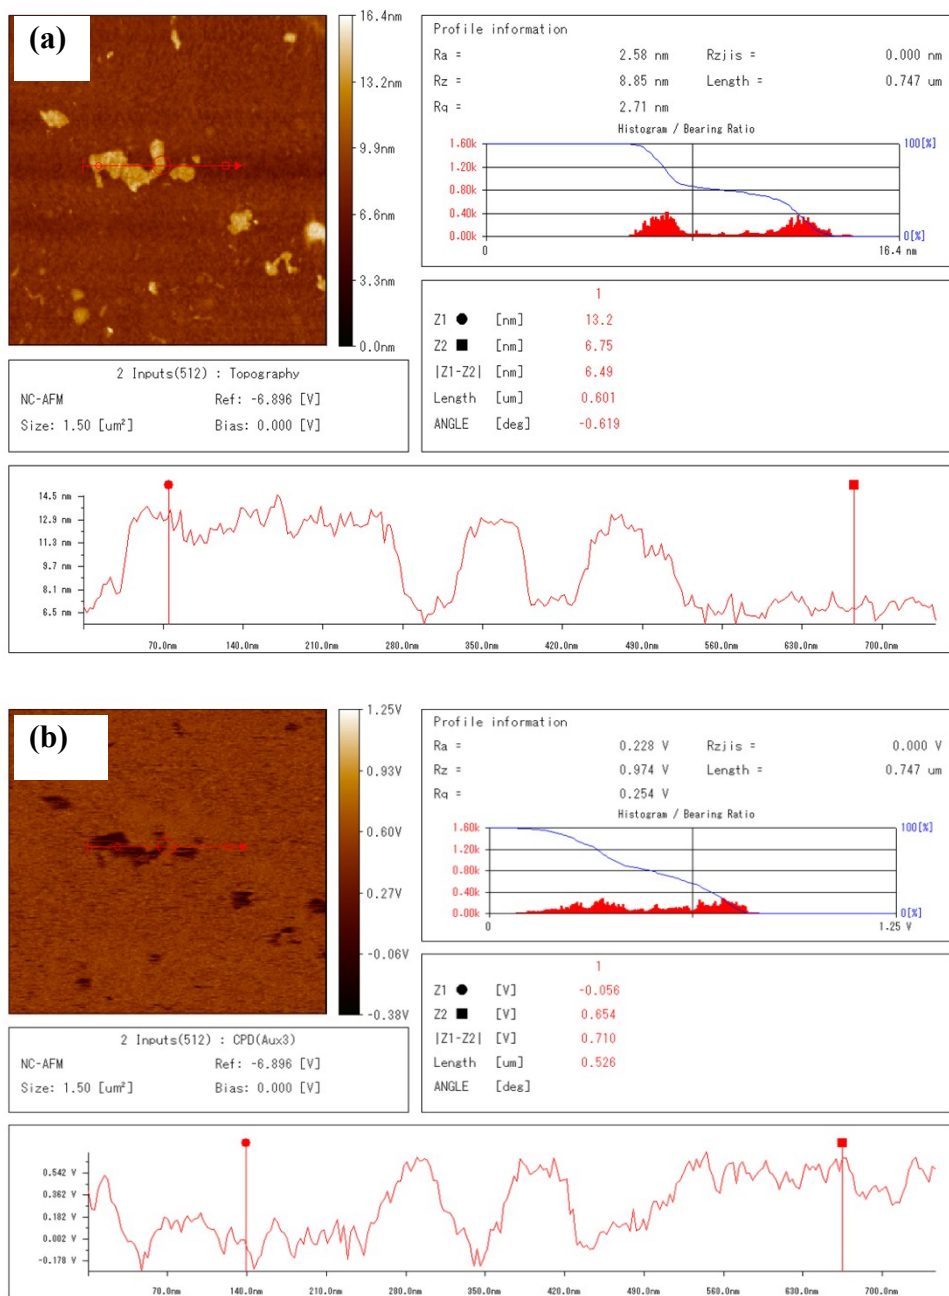 (a)
16.4nm
13.2nm
9.9nm
6.6nm
3.3nm
0.0nm
2 Inputs(512) : Topography
NC-AFM Ref: -6.896 [V]
Size: 1.50 [um²] Bias: 0.000 [V]
Profile information
Ra = 2.58 nm Rzjis = 0.000 nm
Rz = 8.85 nm Length = 0.747 um
Rq = 2.71 nm
Histogram / Bearing Ratio
1.60k 100[%]
1.20k
0.80k
0.40k
0.00k 0[%]
0 16.4 nm
1
Z1 ● [nm] 13.2
Z2 ■ [nm] 6.75
|Z1-Z2| [nm] 6.49
Length [um] 0.601
ANGLE [deg] -0.619
14.5 nm
12.9 nm
11.3 nm
9.7 nm
8.1 nm
6.5 nm
70.0nm 140.0nm 210.0nm 280.0nm 350.0nm 420.0nm 490.0nm 560.0nm 630.0nm 700.0nm
(b)
1.25V
0.93V
0.60V
0.27V
-0.06V
-0.38V
2 Inputs(512) : CPD(Aux3)
NC-AFM Ref: -6.896 [V]
Size: 1.50 [um²] Bias: 0.000 [V]
Profile information
Ra = 0.228 V Rzjis = 0.000 V
Rz = 0.974 V Length = 0.747 um
Rq = 0.254 V
Histogram / Bearing Ratio
1.60k 100[%]
1.20k
0.80k
0.40k
0.00k 0[%]
0 1.25 V
1
Z1 ● [V] -0.056
Z2 ■ [V] 0.654
|Z1-Z2| [V] 0.710
Length [um] 0.526
ANGLE [deg]
0.542 V
0.362 V
0.182 V
0.002 V
-0.178 V
70.0nm 140.0nm 210.0nm 280.0nm 350.0nm 420.0nm 490.0nm 560.0nm 630.0nm 700.0nm